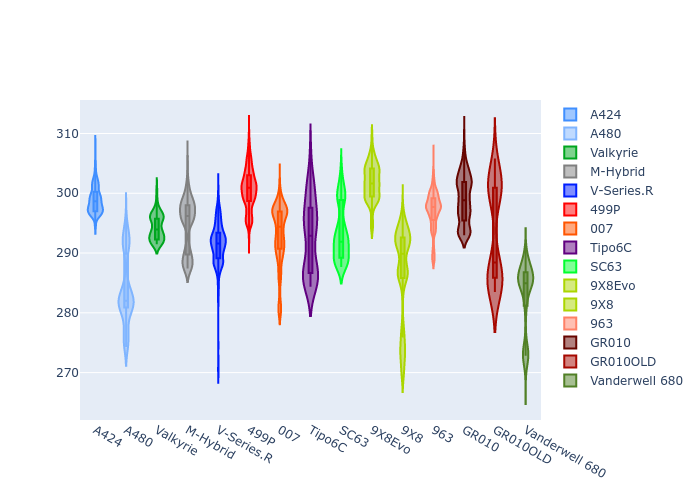 310
300
290
280
270
A424
A480
Valkyrie
M-Hybrid
V-Series.R
499P
007
Tipo6C
SC63
9X8Evo
9X8
963
GR010
GR010OLD
Vanderwell 680
A424
A480
Valkyrie
M-Hybrid
V-Series.R
499P
007
Tipo6C
SC63
9X8Evo
9X8
963
GR010
GR010OLD
Vanderwell 680